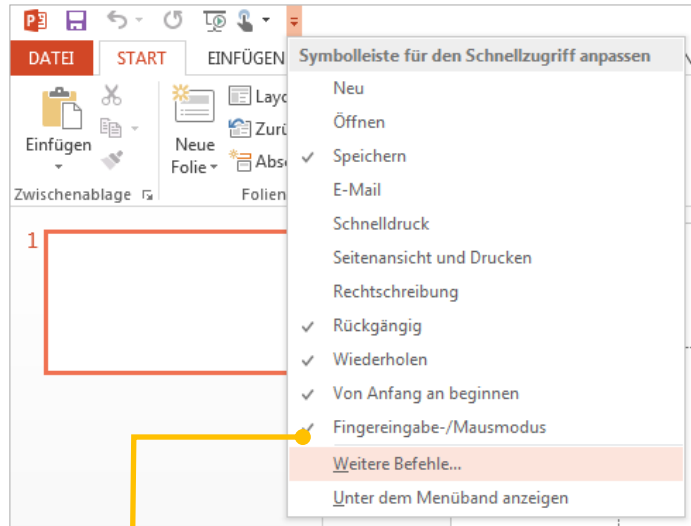 DATEI START EINFÜGEN
Symbolleiste für den Schnellzugriff anpassen
Neu
Öffnen
Speichern
E-Mail
Schnelldruck
Seitenansicht und Drucken
Rechtschreibung
Rückgängig
Wiederholen
Von Anfang an beginnen
Fingereingabe-/Mausmodus
Weitere Befehle...
Unter dem Menüband anzeigen
Einfügen
Neue
Folie
Zwischenablage
Folien
1